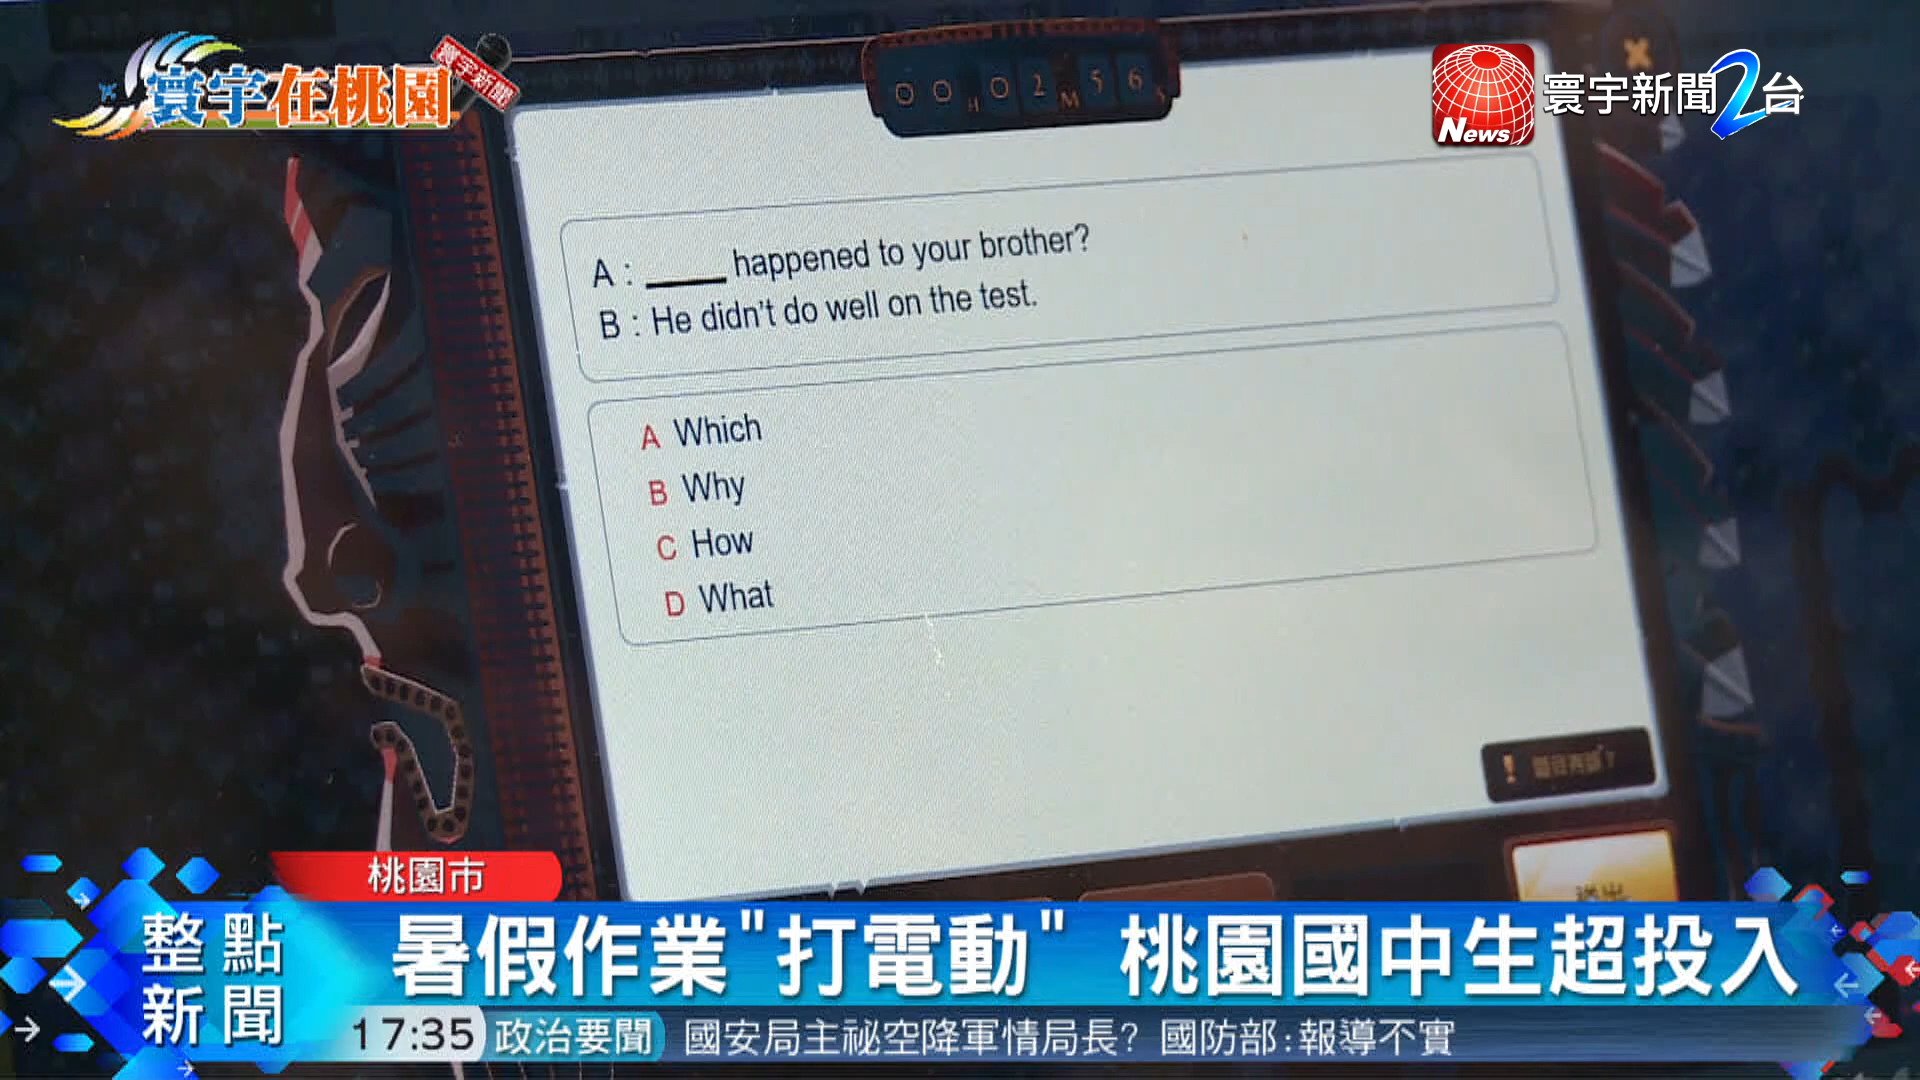 寰宇在桃園
寰宇新聞
00H02M56S
News
寰宇新聞2台
A : _____ happened to your brother?
B : He didn't do well on the test.
A Which
B Why
C How
D What
桃園市
整點
新聞
暑假作業"打電動" 桃園國中生超投入
17:35 政治要聞 國安局主祕空降軍情局長? 國防部:報導不實